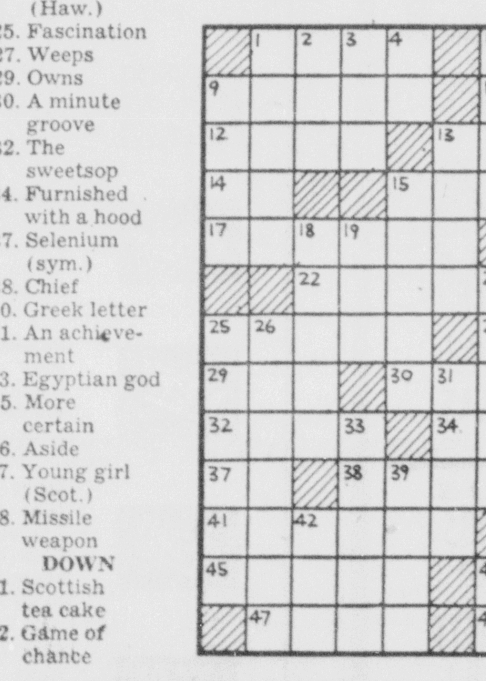 (Haw.)
25. Fascination
27. Weeps
29. Owns
30. A minute
groove
32. The
sweetsop
34. Furnished
with a hood
37. Selenium
(sym.)
8. Chief
0. Greek letter
1. An achieve-
ment
3. Egyptian god
5. More
certain
6. Aside
7. Young girl
(Scot.)
8. Missile
weapon
DOWN
1. Scottish
tea cake
2. Game of
chance
1 2 3 4
9
12 13
14 15
17 18 19
22
25 26
29 30 31
32 33 34
37 38 39
41 42
45
47